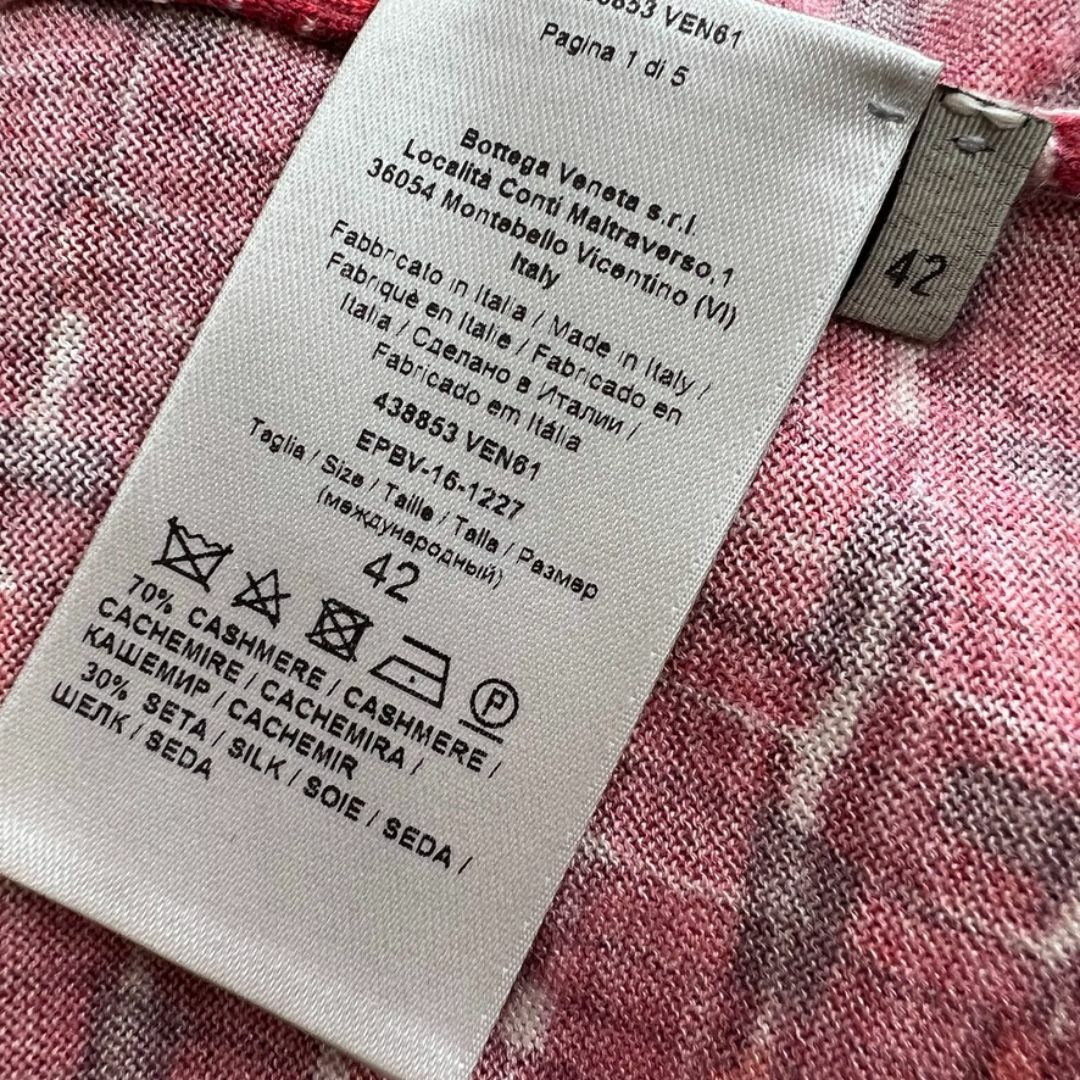 VEN61
Pagina 1 di 5
Bottega Veneta s.r.l.
Località Conti Maltraverso,1
36054 Montebello Vicentino (VI)
Italy
Fabbricato in Italia / Made in Italy /
Fabriquè en Italie / Fabricado en
Italia / Сделано в Италии /
Fabricado em Itália
438853 VEN61
EPBV-16-1227
Taglia / Size / Taille / Talla / Размер
(международный)
42
P
70% CASHMERE / CASHMERE /
CACHEMIRE / CACHEMIRA /
КАШЕМИР / CACHEMIR
30% SETA / SILK / SOIE / SEDA /
ШЕЛК / SEDA
42